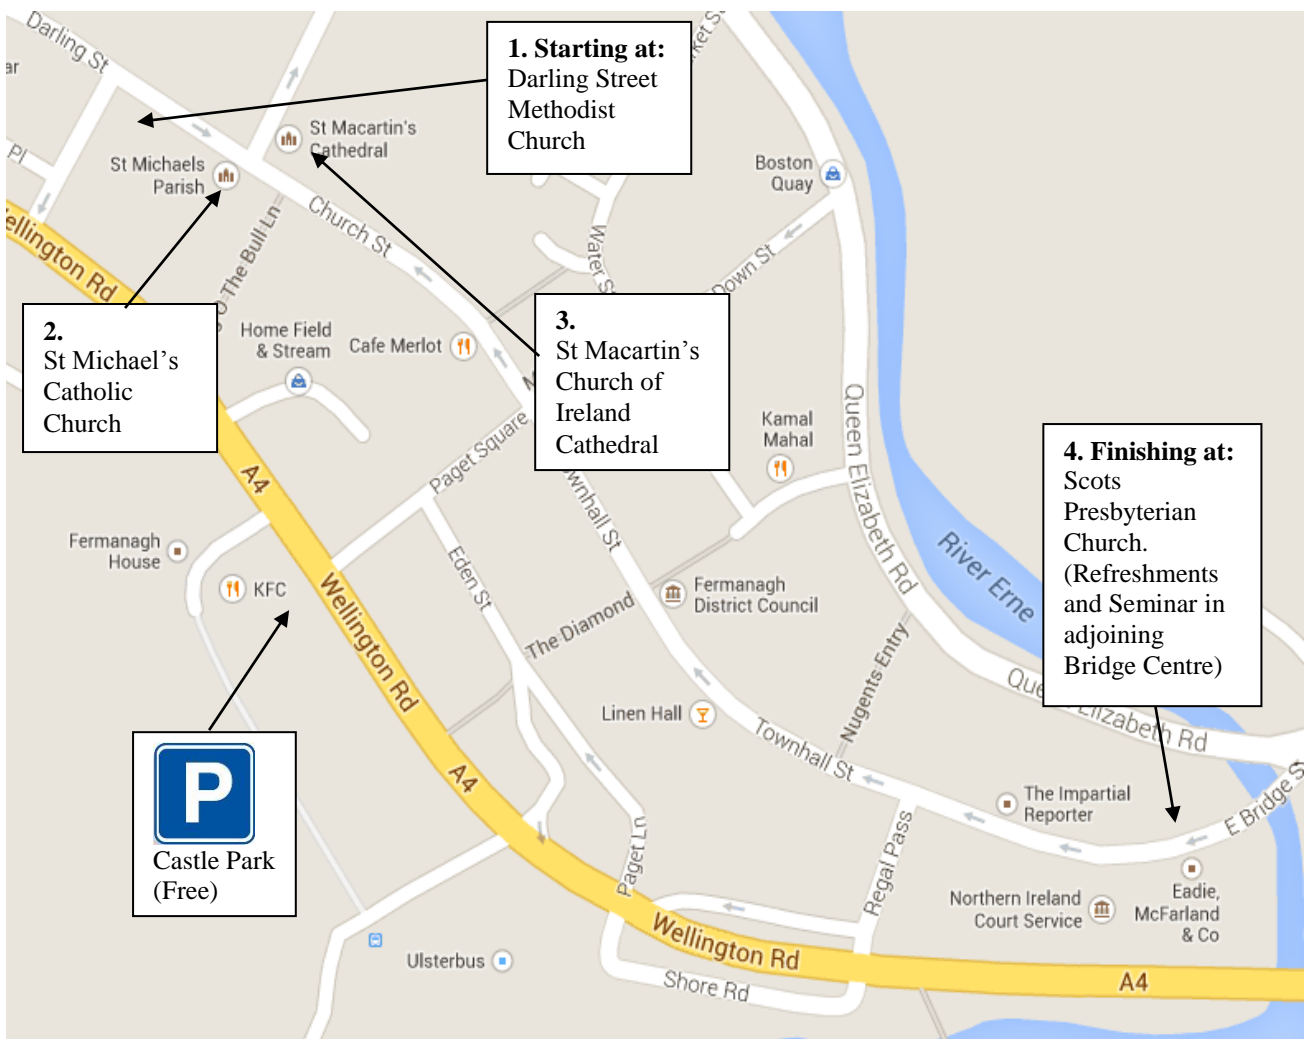 Darling St
ar
Pl
St Michaels
Parish
St Macartin's
Cathedral
1. Starting at:
Darling Street
Methodist
Church
Boston
Quay
Church St
Water S
Down St
Wellington Rd
The Bull Ln
2.
St Michael’s
Catholic
Church
Home Field
& Stream
Cafe Merlot
3.
St Macartin’s
Church of
Ireland
Cathedral
Kamal
Mahal
Queen Elizabeth Rd
River Erne
4. Finishing at:
Scots
Presbyterian
Church.
(Refreshments
and Seminar in
adjoining
Bridge Centre)
A4
Paget Square
Townhall St
Fermanagh
House
KFC
Eden St
Wellington Rd
The Diamond
Fermanagh
District Council
Nugents Entry
Linen Hall
Townhall St
Elizabeth Rd
P
Castle Park
(Free)
A4
The Impartial
Reporter
E Bridge S
Paget Ln
Regal Pass
Northern Ireland
Court Service
Eadie,
McFarland
& Co
Wellington Rd
Ulsterbus
Shore Rd
A4